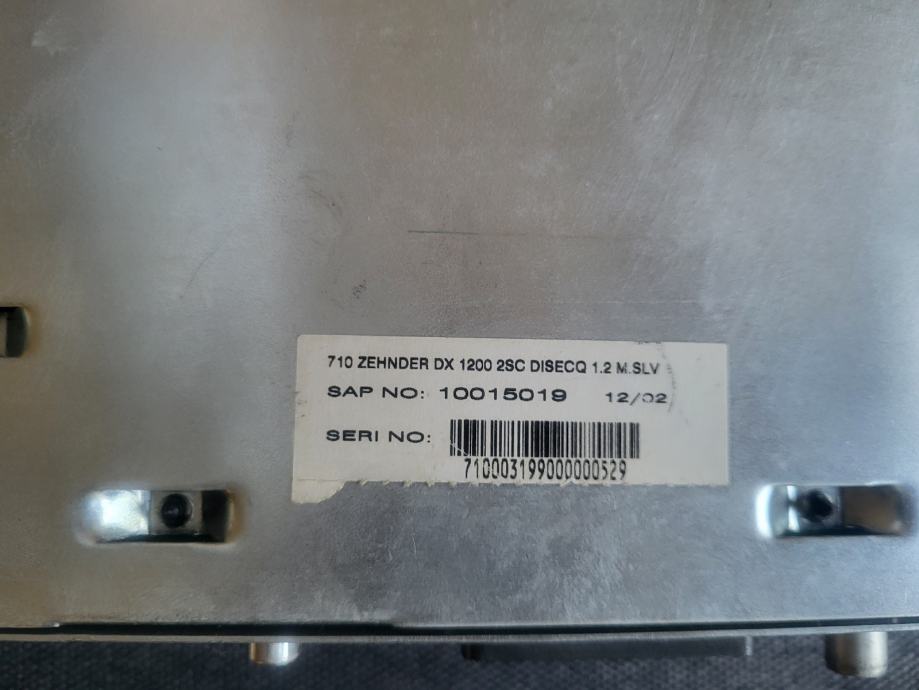 710 ZEHNDER DX 1200 2SC DISECQ 1.2 M.SLV
SAP NO: 10015019 12/02
SERI NO:
710003199000000529